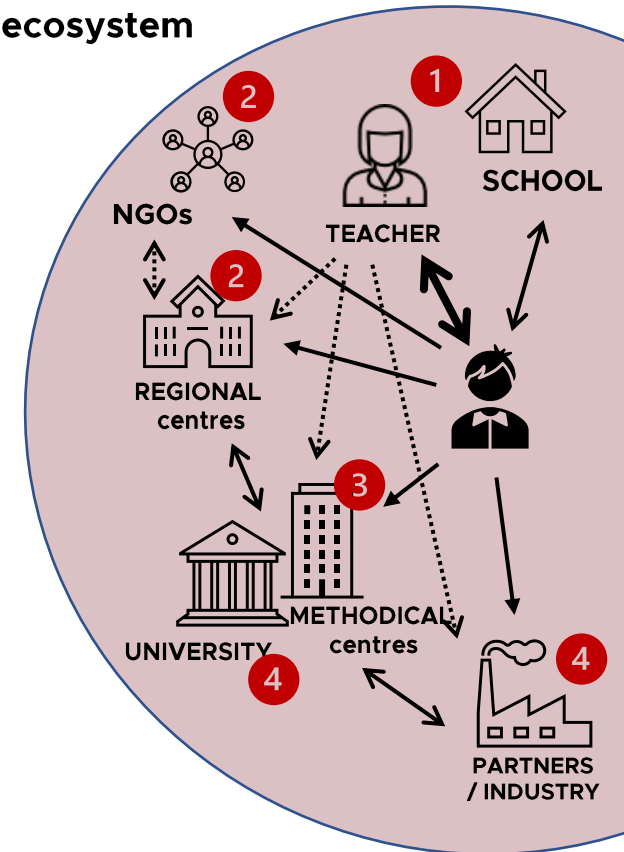 ecosystem
1
2
SCHOOL
NGOs
TEACHER
2
REGIONAL
centres
3
METHODICAL
centres
UNIVERSITY
4
4
PARTNERS
/ INDUSTRY